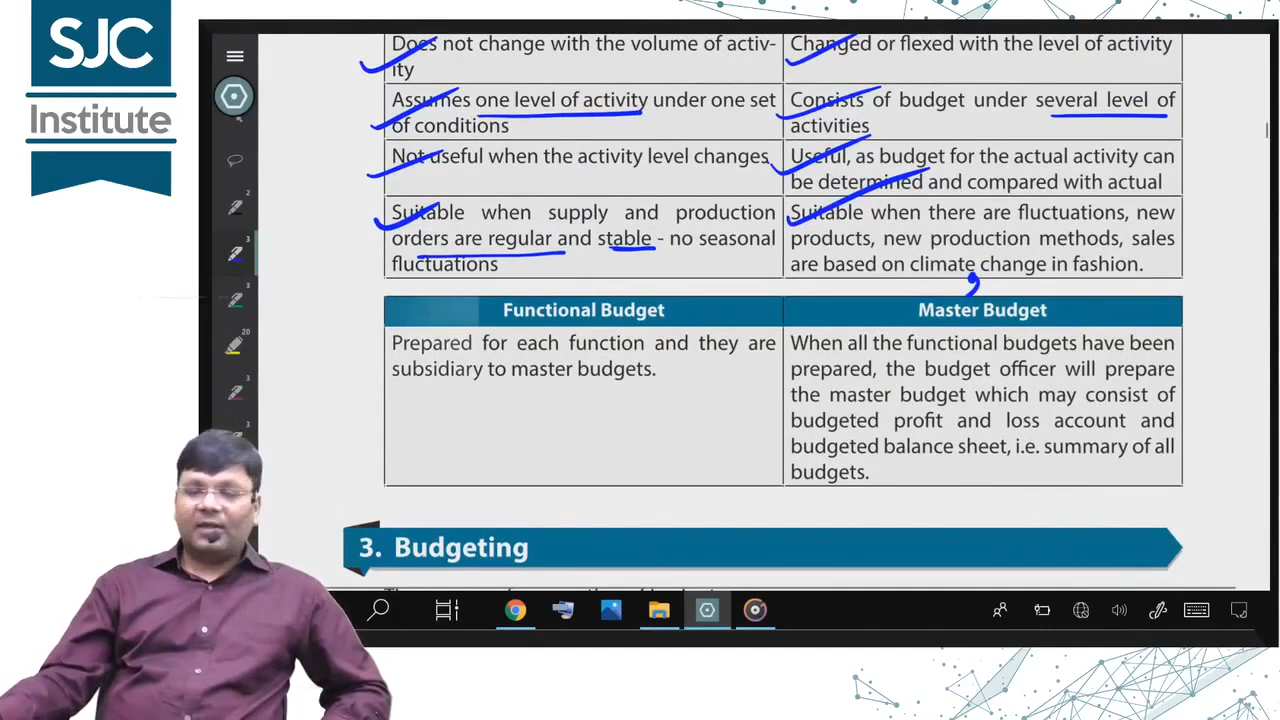 SJC
Institute
Does not change with the volume of activ-
ity
Changed or flexed with the level of activity
Assumes one level of activity under one set
of conditions
Consists of budget under several level of
activities
Not useful when the activity level changes
Useful, as budget for the actual activity can
be determined and compared with actual
Suitable when supply and production
orders are regular and stable - no seasonal
fluctuations
Suitable when there are fluctuations, new
products, new production methods, sales
are based on climate change in fashion.
Functional Budget
Master Budget
Prepared for each function and they are
subsidiary to master budgets.
When all the functional budgets have been
prepared, the budget officer will prepare
the master budget which may consist of
budgeted profit and loss account and
budgeted balance sheet, i.e. summary of all
budgets.
3. Budgeting
2
3
3
20
3
3